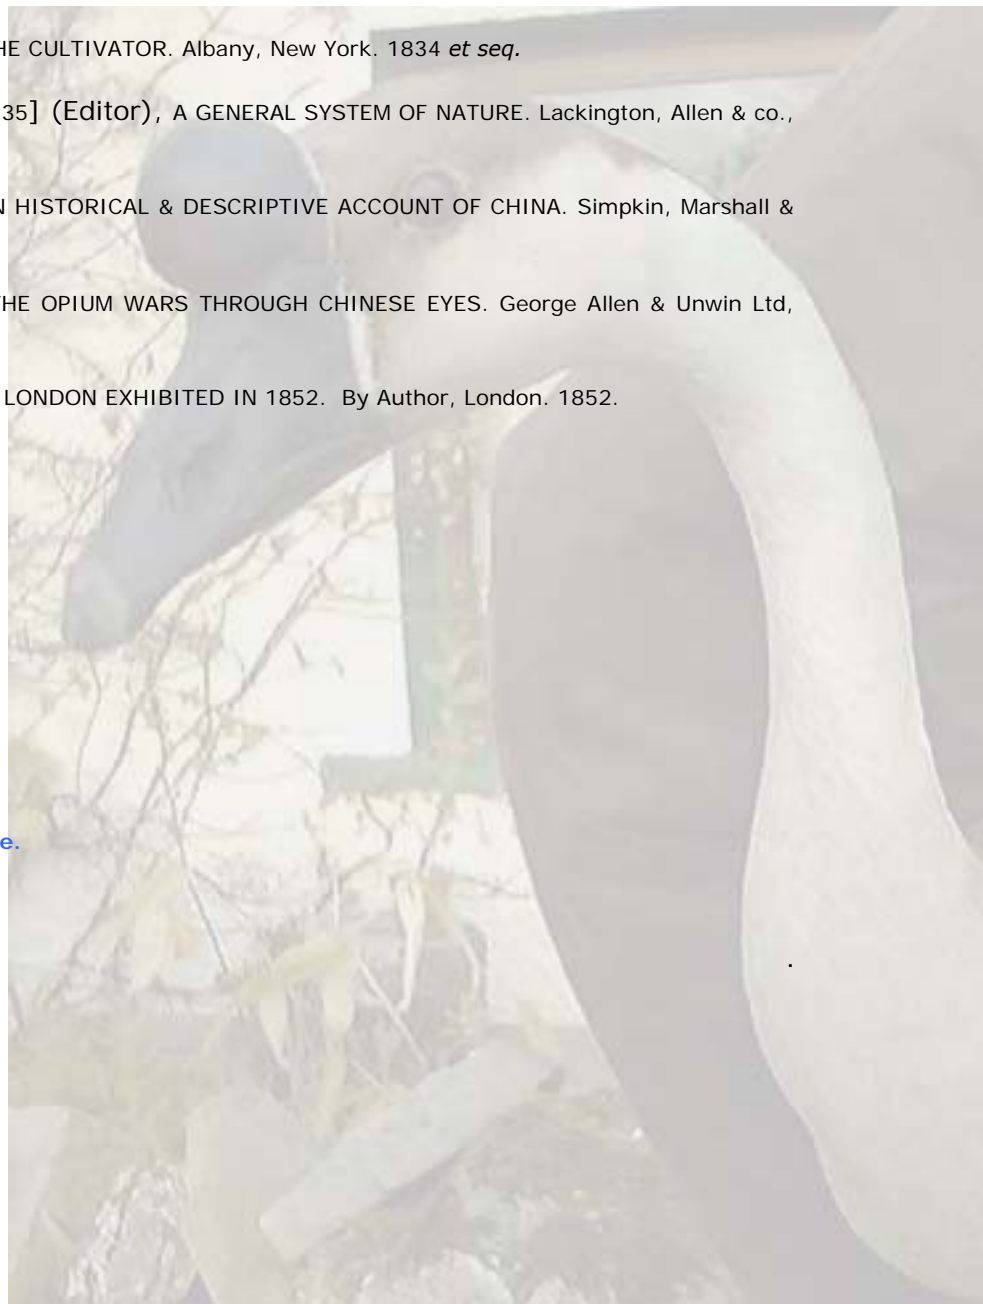 HE CULTIVATOR. Albany, New York. 1834 et seq.
35] (Editor), A GENERAL SYSTEM OF NATURE. Lackington, Allen & co.,
N HISTORICAL & DESCRIPTIVE ACCOUNT OF CHINA. Simpkin, Marshall &
THE OPIUM WARS THROUGH CHINESE EYES. George Allen & Unwin Ltd,
LONDON EXHIBITED IN 1852. By Author, London. 1852.
e.
.